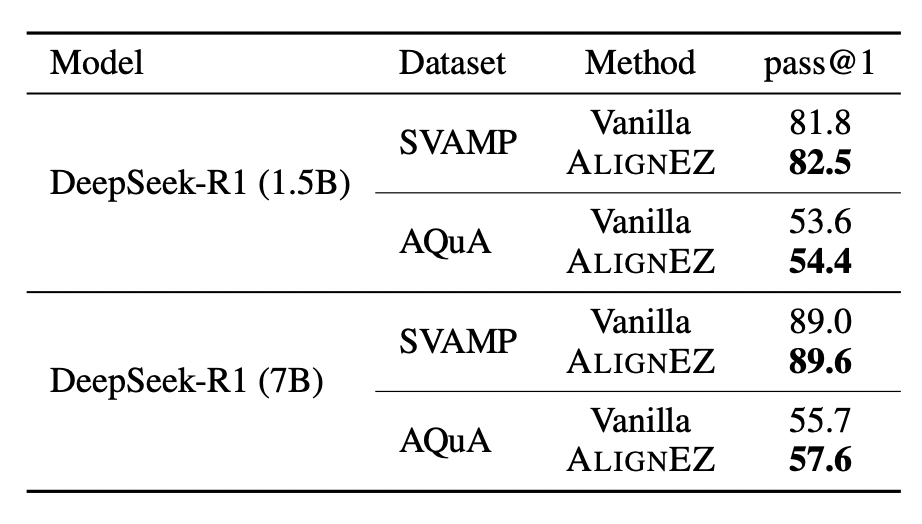 Model Dataset Method pass@1
DeepSeek-R1 (1.5B) SVAMP Vanilla 81.8
ALIGNEZ 82.5
AQuA Vanilla 53.6
ALIGNEZ 54.4
DeepSeek-R1 (7B) SVAMP Vanilla 89.0
ALIGNEZ 89.6
AQuA Vanilla 55.7
ALIGNEZ 57.6